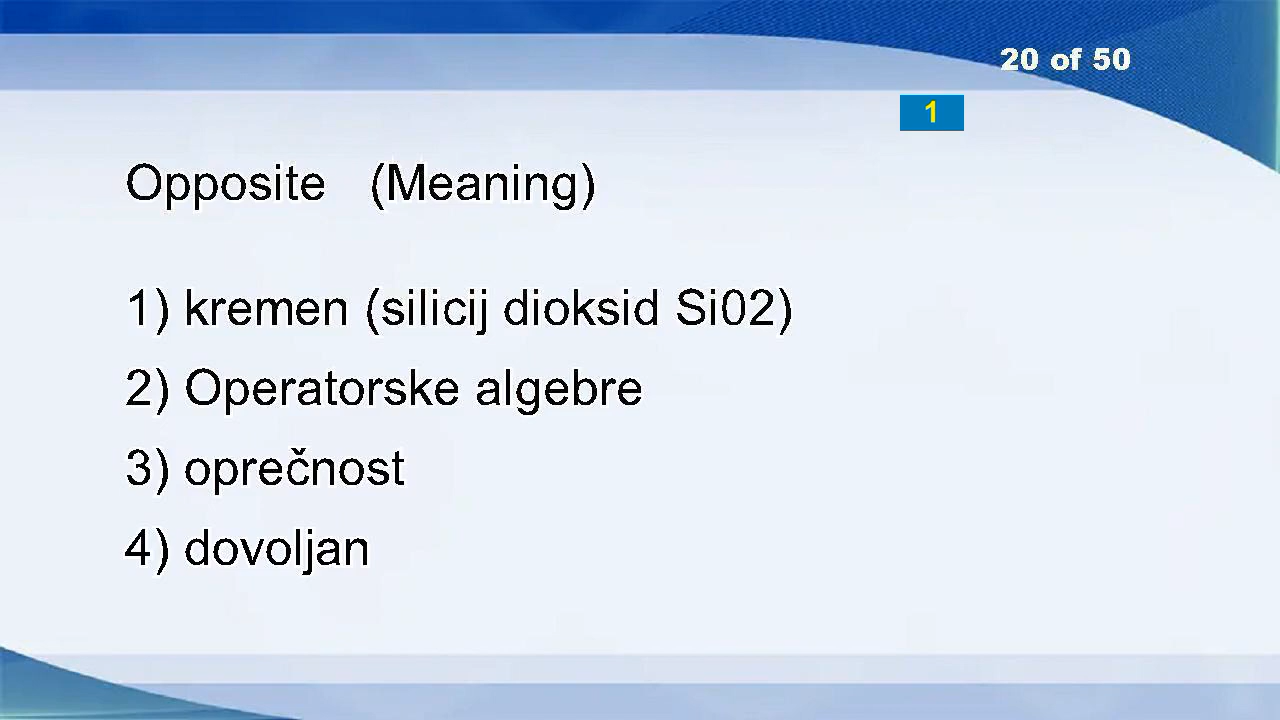 20 of 50
1
Opposite (Meaning)
1) kremen (silicij dioksid Si02)
2) Operatorske algebre
3) oprečnost
4) dovoljan